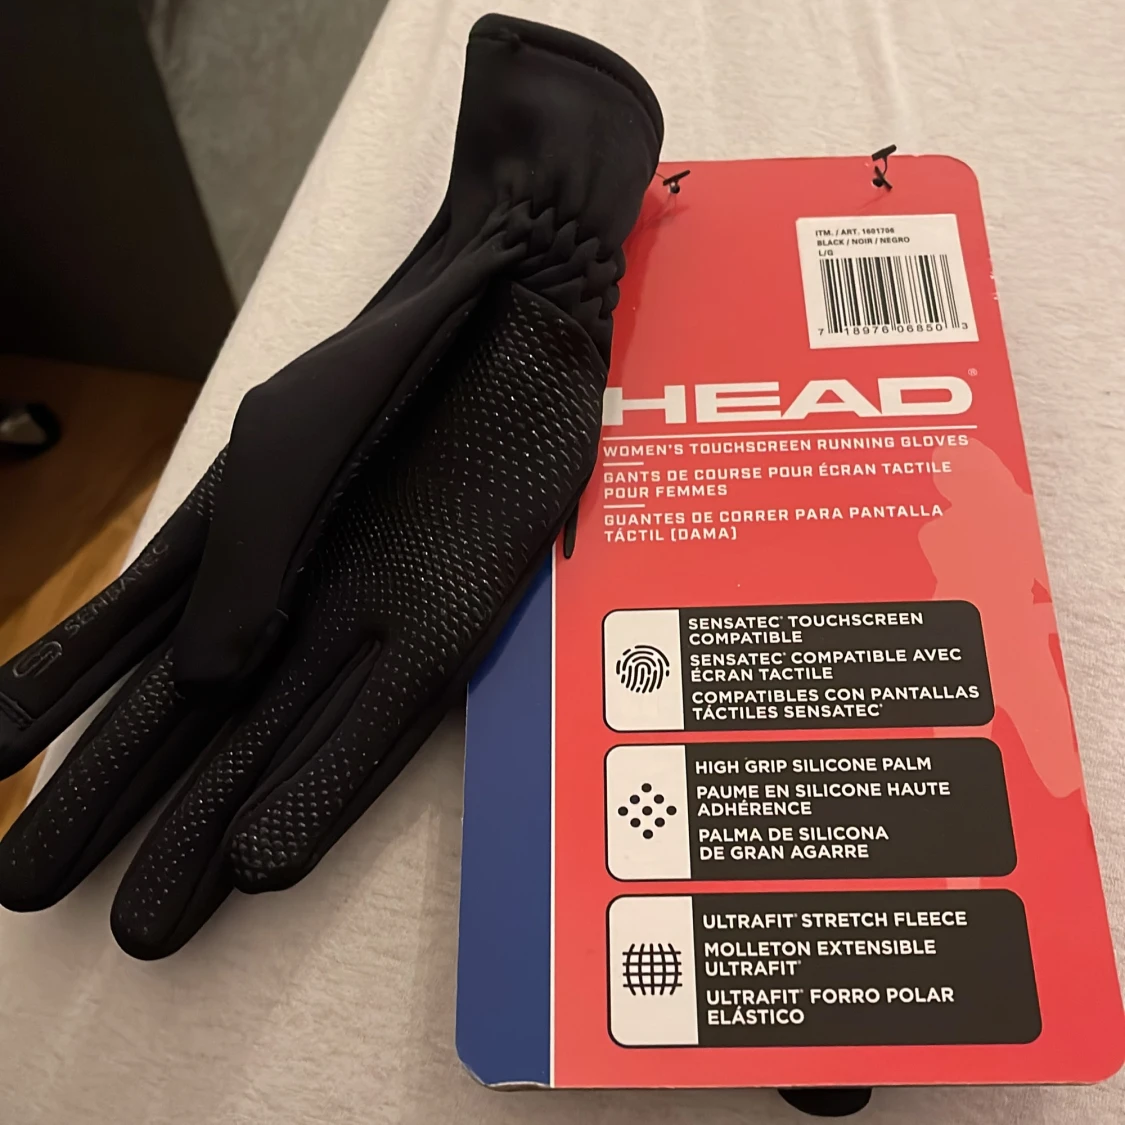 ITM. / ART. 1601706
BLACK / NOIR / NEGRO
L/G
7 18976 06850 3
HEAD®
WOMEN'S TOUCHSCREEN RUNNING GLOVES
GANTS DE COURSE POUR ÉCRAN TACTILE
POUR FEMMES
GUANTES DE CORRER PARA PANTALLA
TÁCTIL [DAMA]
SENSATEC® TOUCHSCREEN
COMPATIBLE
SENSATEC® COMPATIBLE AVEC
ÉCRAN TACTILE
COMPATIBLES CON PANTALLAS
TÁCTILES SENSATEC®
HIGH GRIP SILICONE PALM
PAUME EN SILICONE HAUTE
ADHÉRENCE
PALMA DE SILICONA
DE GRAN AGARRE
ULTRAFIT® STRETCH FLEECE
MOLLETON EXTENSIBLE
ULTRAFIT®
ULTRAFIT® FORRO POLAR
ELÁSTICO
SENSATEC